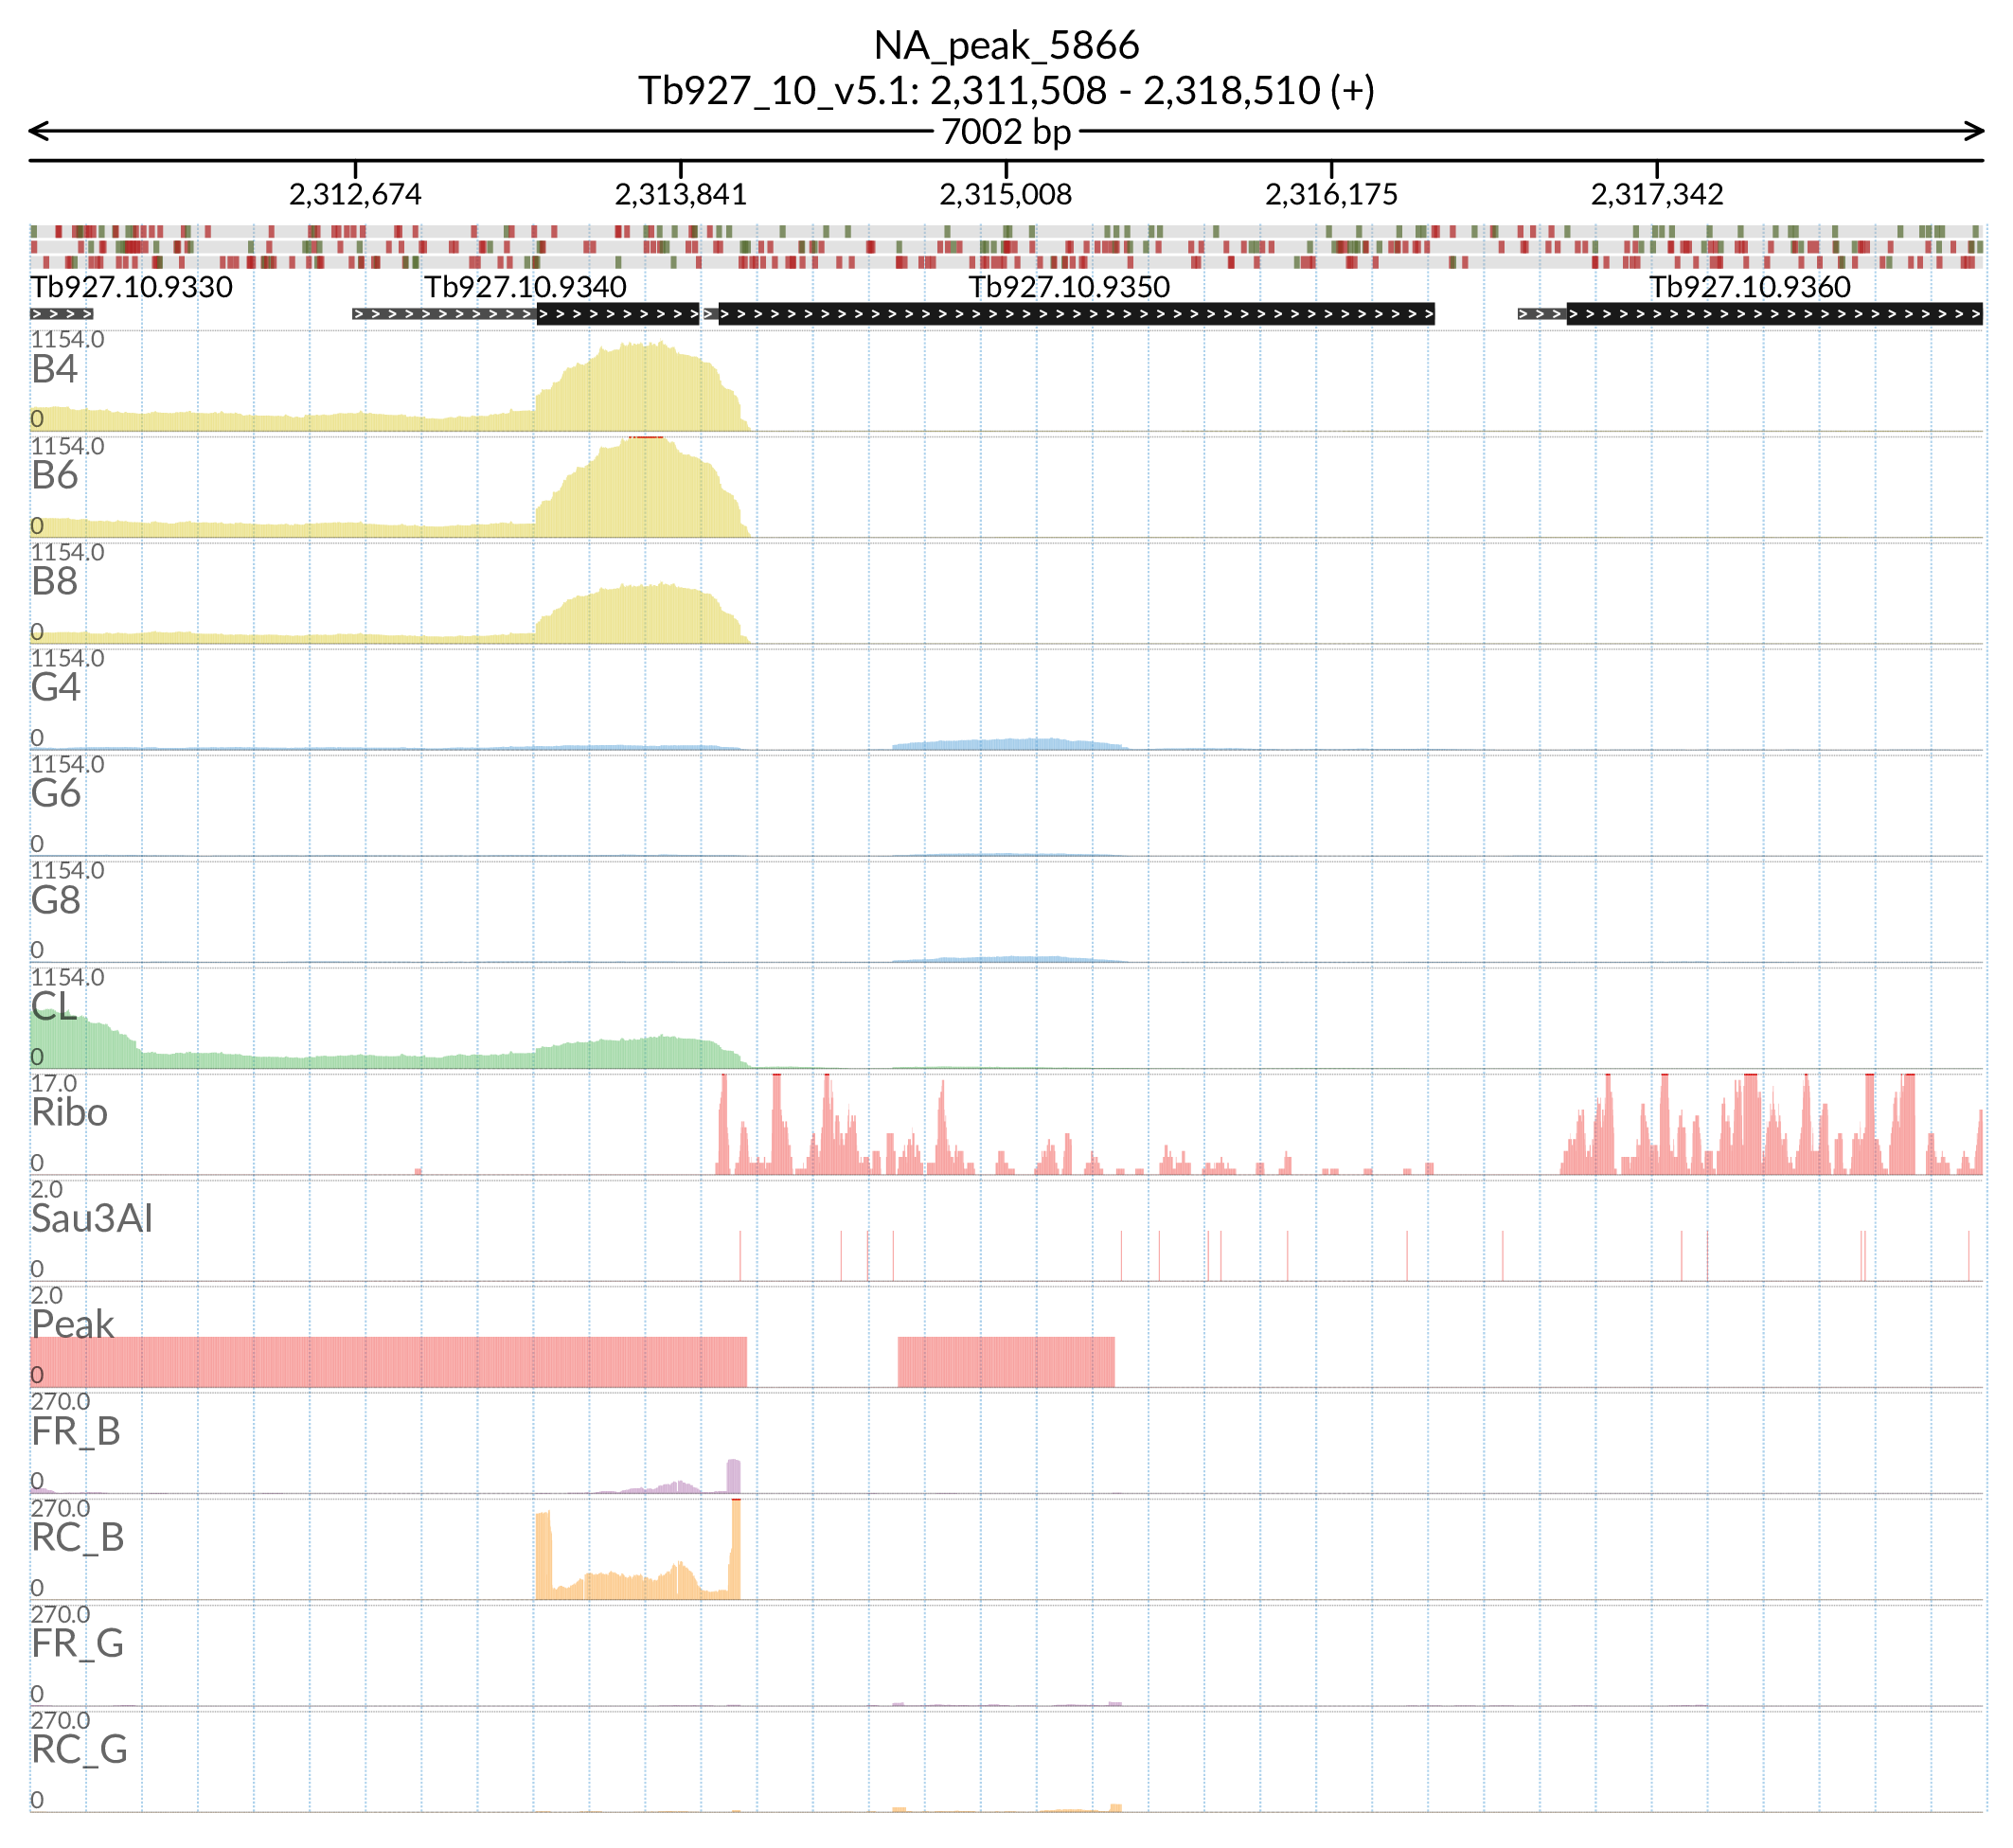 NA_peak_5866
Tb927_10_v5.1: 2,311,508 - 2,318,510 (+)
7002 bp
2,312,674 2,313,841 2,315,008 2,316,175 2,317,342
Tb927.10.9330 Tb927.10.9340 Tb927.10.9350 Tb927.10.9360
1154.0
B4
0
1154.0
B6
0
1154.0
B8
0
1154.0
G4
0
1154.0
G6
0
1154.0
G8
0
1154.0
CL
0
17.0
Ribo
0
2.0
Sau3AI
0
2.0
Peak
0
270.0
FR_B
0
270.0
RC_B
0
270.0
FR_G
0
270.0
RC_G
0